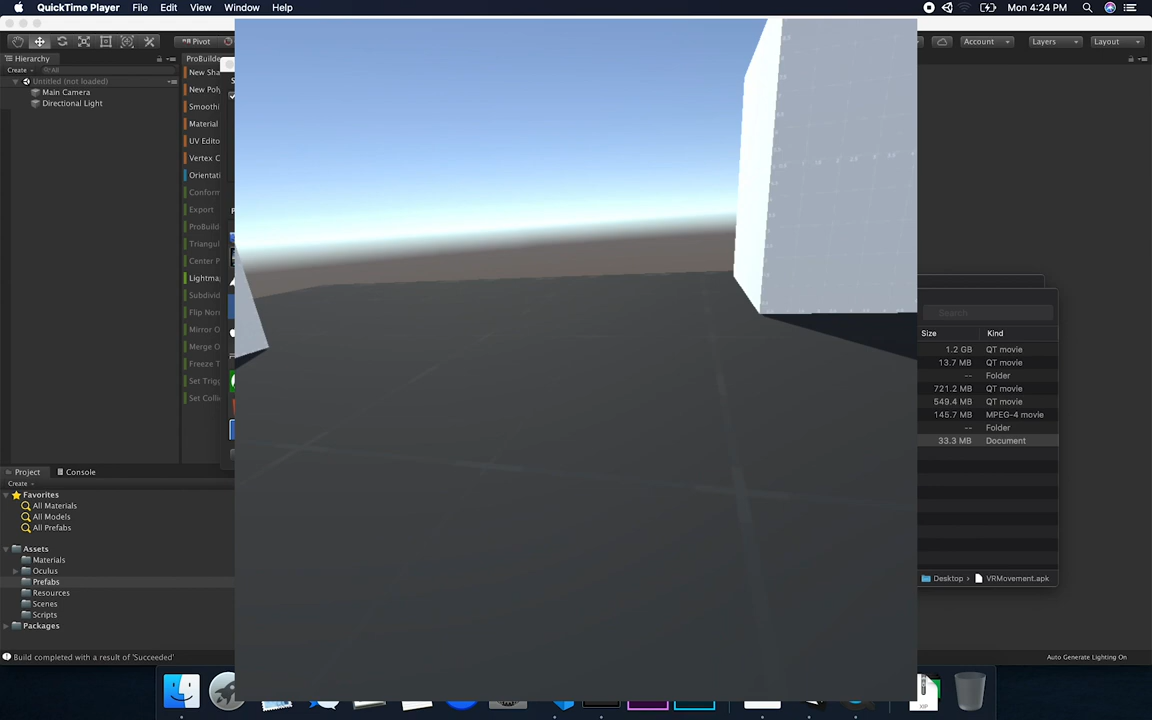 QuickTime Player File Edit View Window Help Mon 4:24 PM
Pivot Account Layers Layout
Hierarchy ProBuilde
Create All New Sha
Untitled (not loaded)
Main Camera New Poly
Directional Light Smoothi
Material
UV Edito
Vertex C
Orientati
Conform
Export
ProBuild
Triangul
Center P
Lightma
Subdivid
Flip Nor
Mirror O
Merge O
Freeze T
Set Trigg
Set Colli
Search
Size Kind
1.2 GB QT movie
13.7 MB QT movie
-- Folder
721.2 MB QT movie
549.4 MB QT movie
145.7 MB MPEG-4 movie
-- Folder
33.3 MB Document
Desktop › VRMovement.apk
Project Console
Create
Favorites
All Materials
All Models
All Prefabs
Assets
Materials
Oculus
Prefabs
Resources
Scenes
Scripts
Packages
Build completed with a result of 'Succeeded' Auto Generate Lighting On
XIP